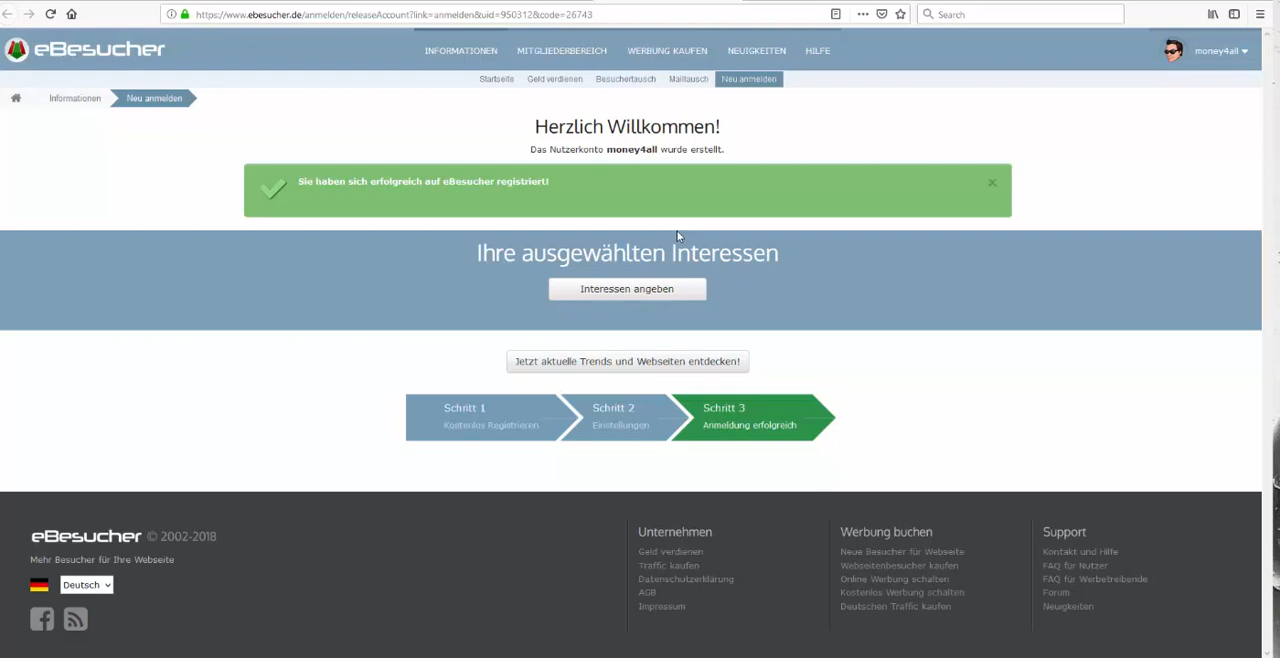 https://www.ebesucher.de/anmelden/releaseAccount?link=anmelden&uid=950312&code=26743
Search
eBesucher
INFORMATIONEN MITGLIEDERBEREICH WERBUNG KAUFEN NEUIGKEITEN HILFE
money4all
Startseite Geld verdienen Besuchertausch Mailtausch Neu anmelden
Informationen Neu anmelden
Herzlich Willkommen!
Das Nutzerkonto money4all wurde erstellt.
Sie haben sich erfolgreich auf eBesucher registriert!
Ihre ausgewählten Interessen
Interessen angeben
Jetzt aktuelle Trends und Webseiten entdecken!
Schritt 1
Kostenlos Registrieren
Schritt 2
Einstellungen
Schritt 3
Anmeldung erfolgreich
eBesucher © 2002-2018
Mehr Besucher für Ihre Webseite
Deutsch
Unternehmen
Geld verdienen
Traffic kaufen
Datenschutzerklärung
AGB
Impressum
Werbung buchen
Neue Besucher für Webseite
Webseitenbesucher kaufen
Online Werbung schalten
Kostenlos Werbung schalten
Deutschen Traffic kaufen
Support
Kontakt und Hilfe
FAQ für Nutzer
FAQ für Werbetreibende
Forum
Neuigkeiten